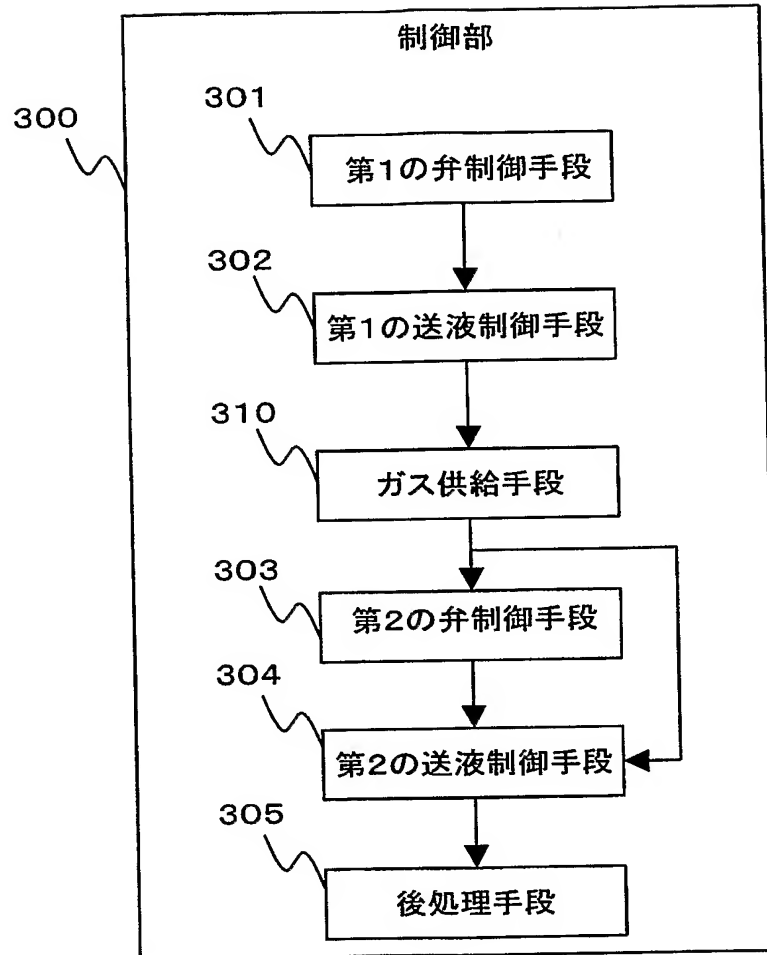 制御部
300
301
第1の弁制御手段
302
第1の送液制御手段
310
ガス供給手段
303
第2の弁制御手段
304
第2の送液制御手段
305
後処理手段